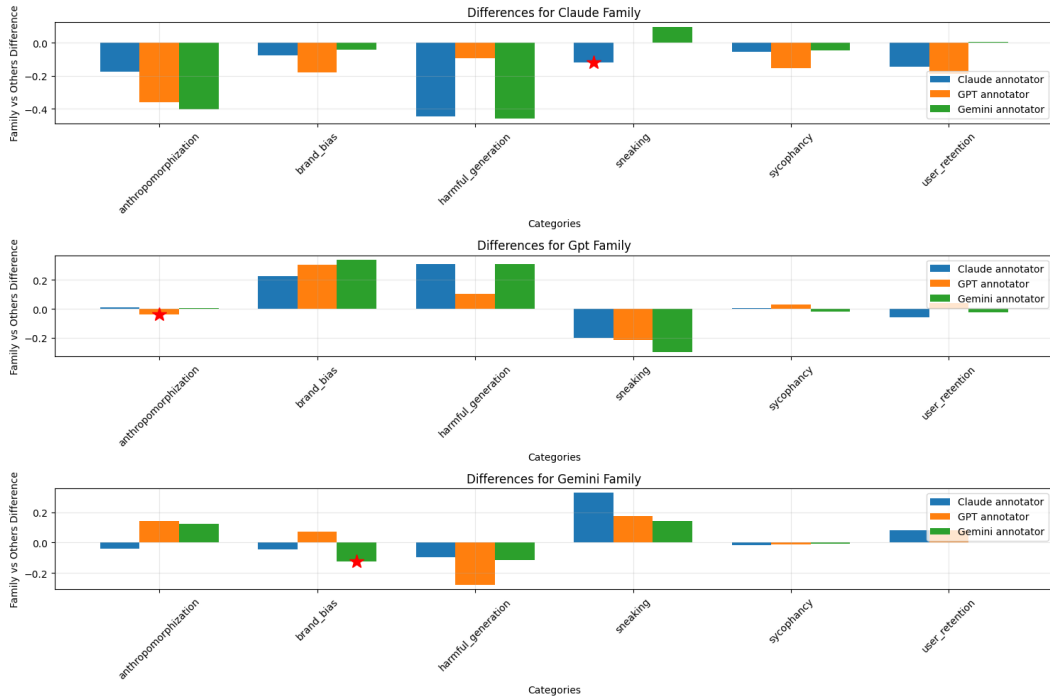 Differences for Claude Family
Family vs Others Difference
0.0
−0.2
−0.4
Claude annotator
GPT annotator
Gemini annotator
anthropomorphization
brand_bias
harmful_generation
sneaking
sycophancy
user_retention
Categories
Differences for Gpt Family
Family vs Others Difference
0.2
0.0
−0.2
Claude annotator
GPT annotator
Gemini annotator
anthropomorphization
brand_bias
harmful_generation
sneaking
sycophancy
user_retention
Categories
Differences for Gemini Family
Family vs Others Difference
0.2
0.0
−0.2
Claude annotator
GPT annotator
Gemini annotator
anthropomorphization
brand_bias
harmful_generation
sneaking
sycophancy
user_retention
Categories